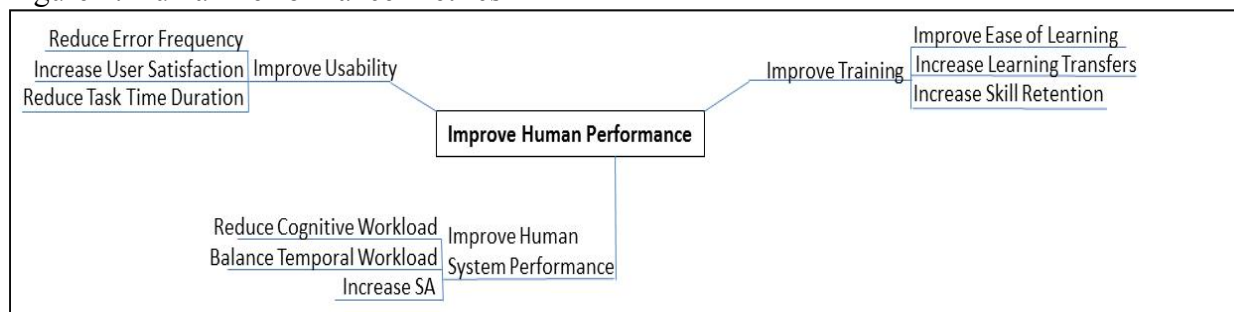 Reduce Error Frequency
Increase User Satisfaction
Reduce Task Time Duration
Improve Usability
Improve Training
Improve Ease of Learning
Increase Learning Transfers
Increase Skill Retention
Improve Human Performance
Reduce Cognitive Workload
Balance Temporal Workload
Increase SA
Improve Human
System Performance